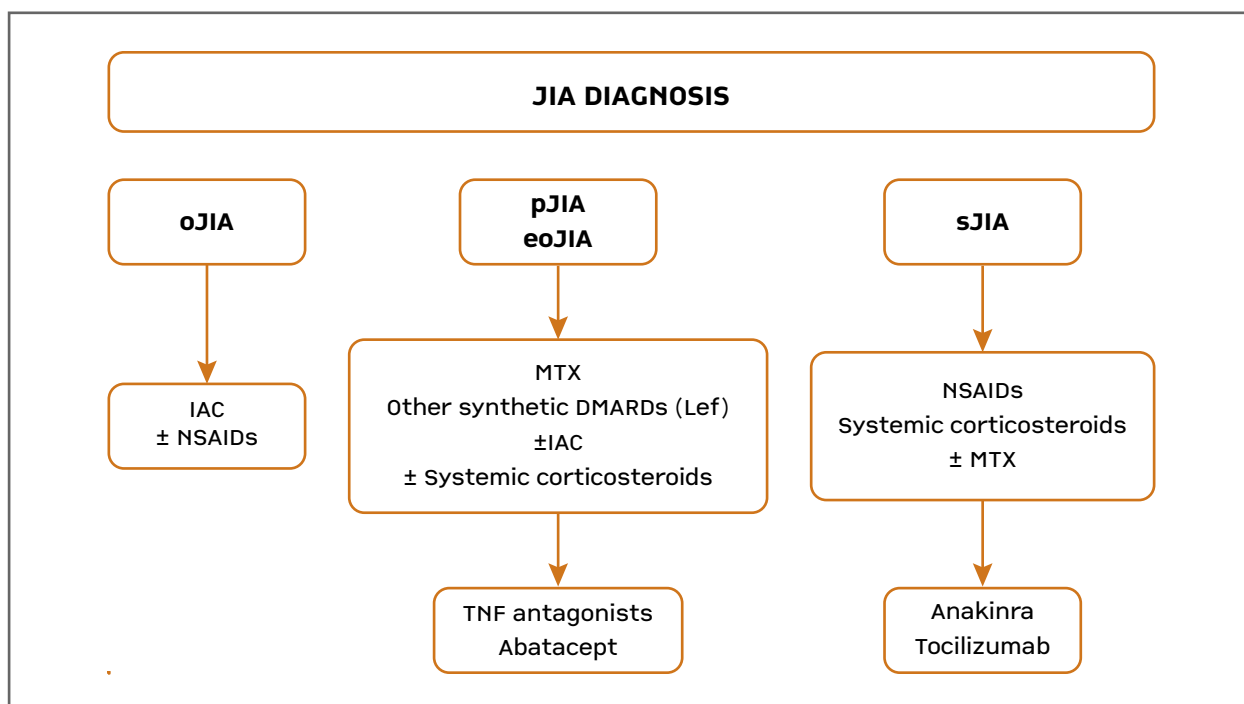 JIA DIAGNOSIS
oJIA
pJIA
eoJIA
sJIA
IAC
± NSAIDs
MTX
Other synthetic DMARDs (Lef)
±IAC
± Systemic corticosteroids
NSAIDs
Systemic corticosteroids
± MTX
TNF antagonists
Abatacept
Anakinra
Tocilizumab